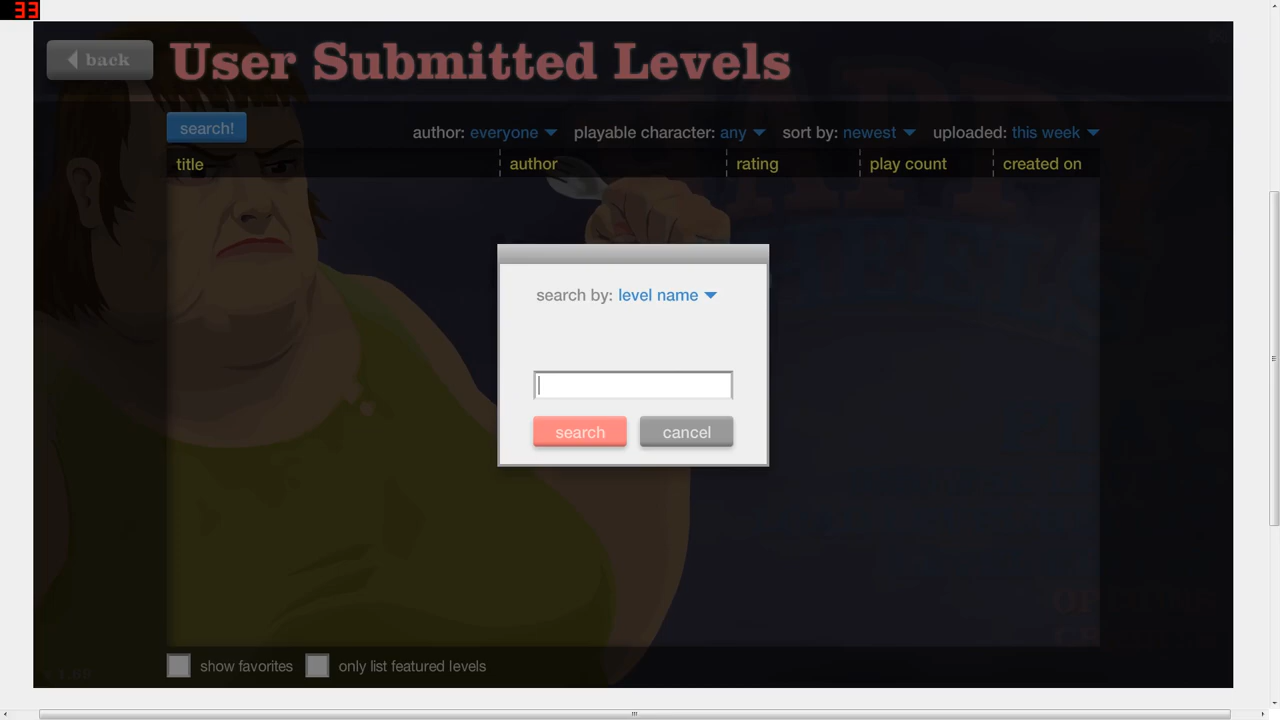 33
back
User Submitted Levels
search!
author: everyone playable character: any sort by: newest uploaded: this week
title author rating play count created on
search by: level name
search cancel
show favorites only list featured levels